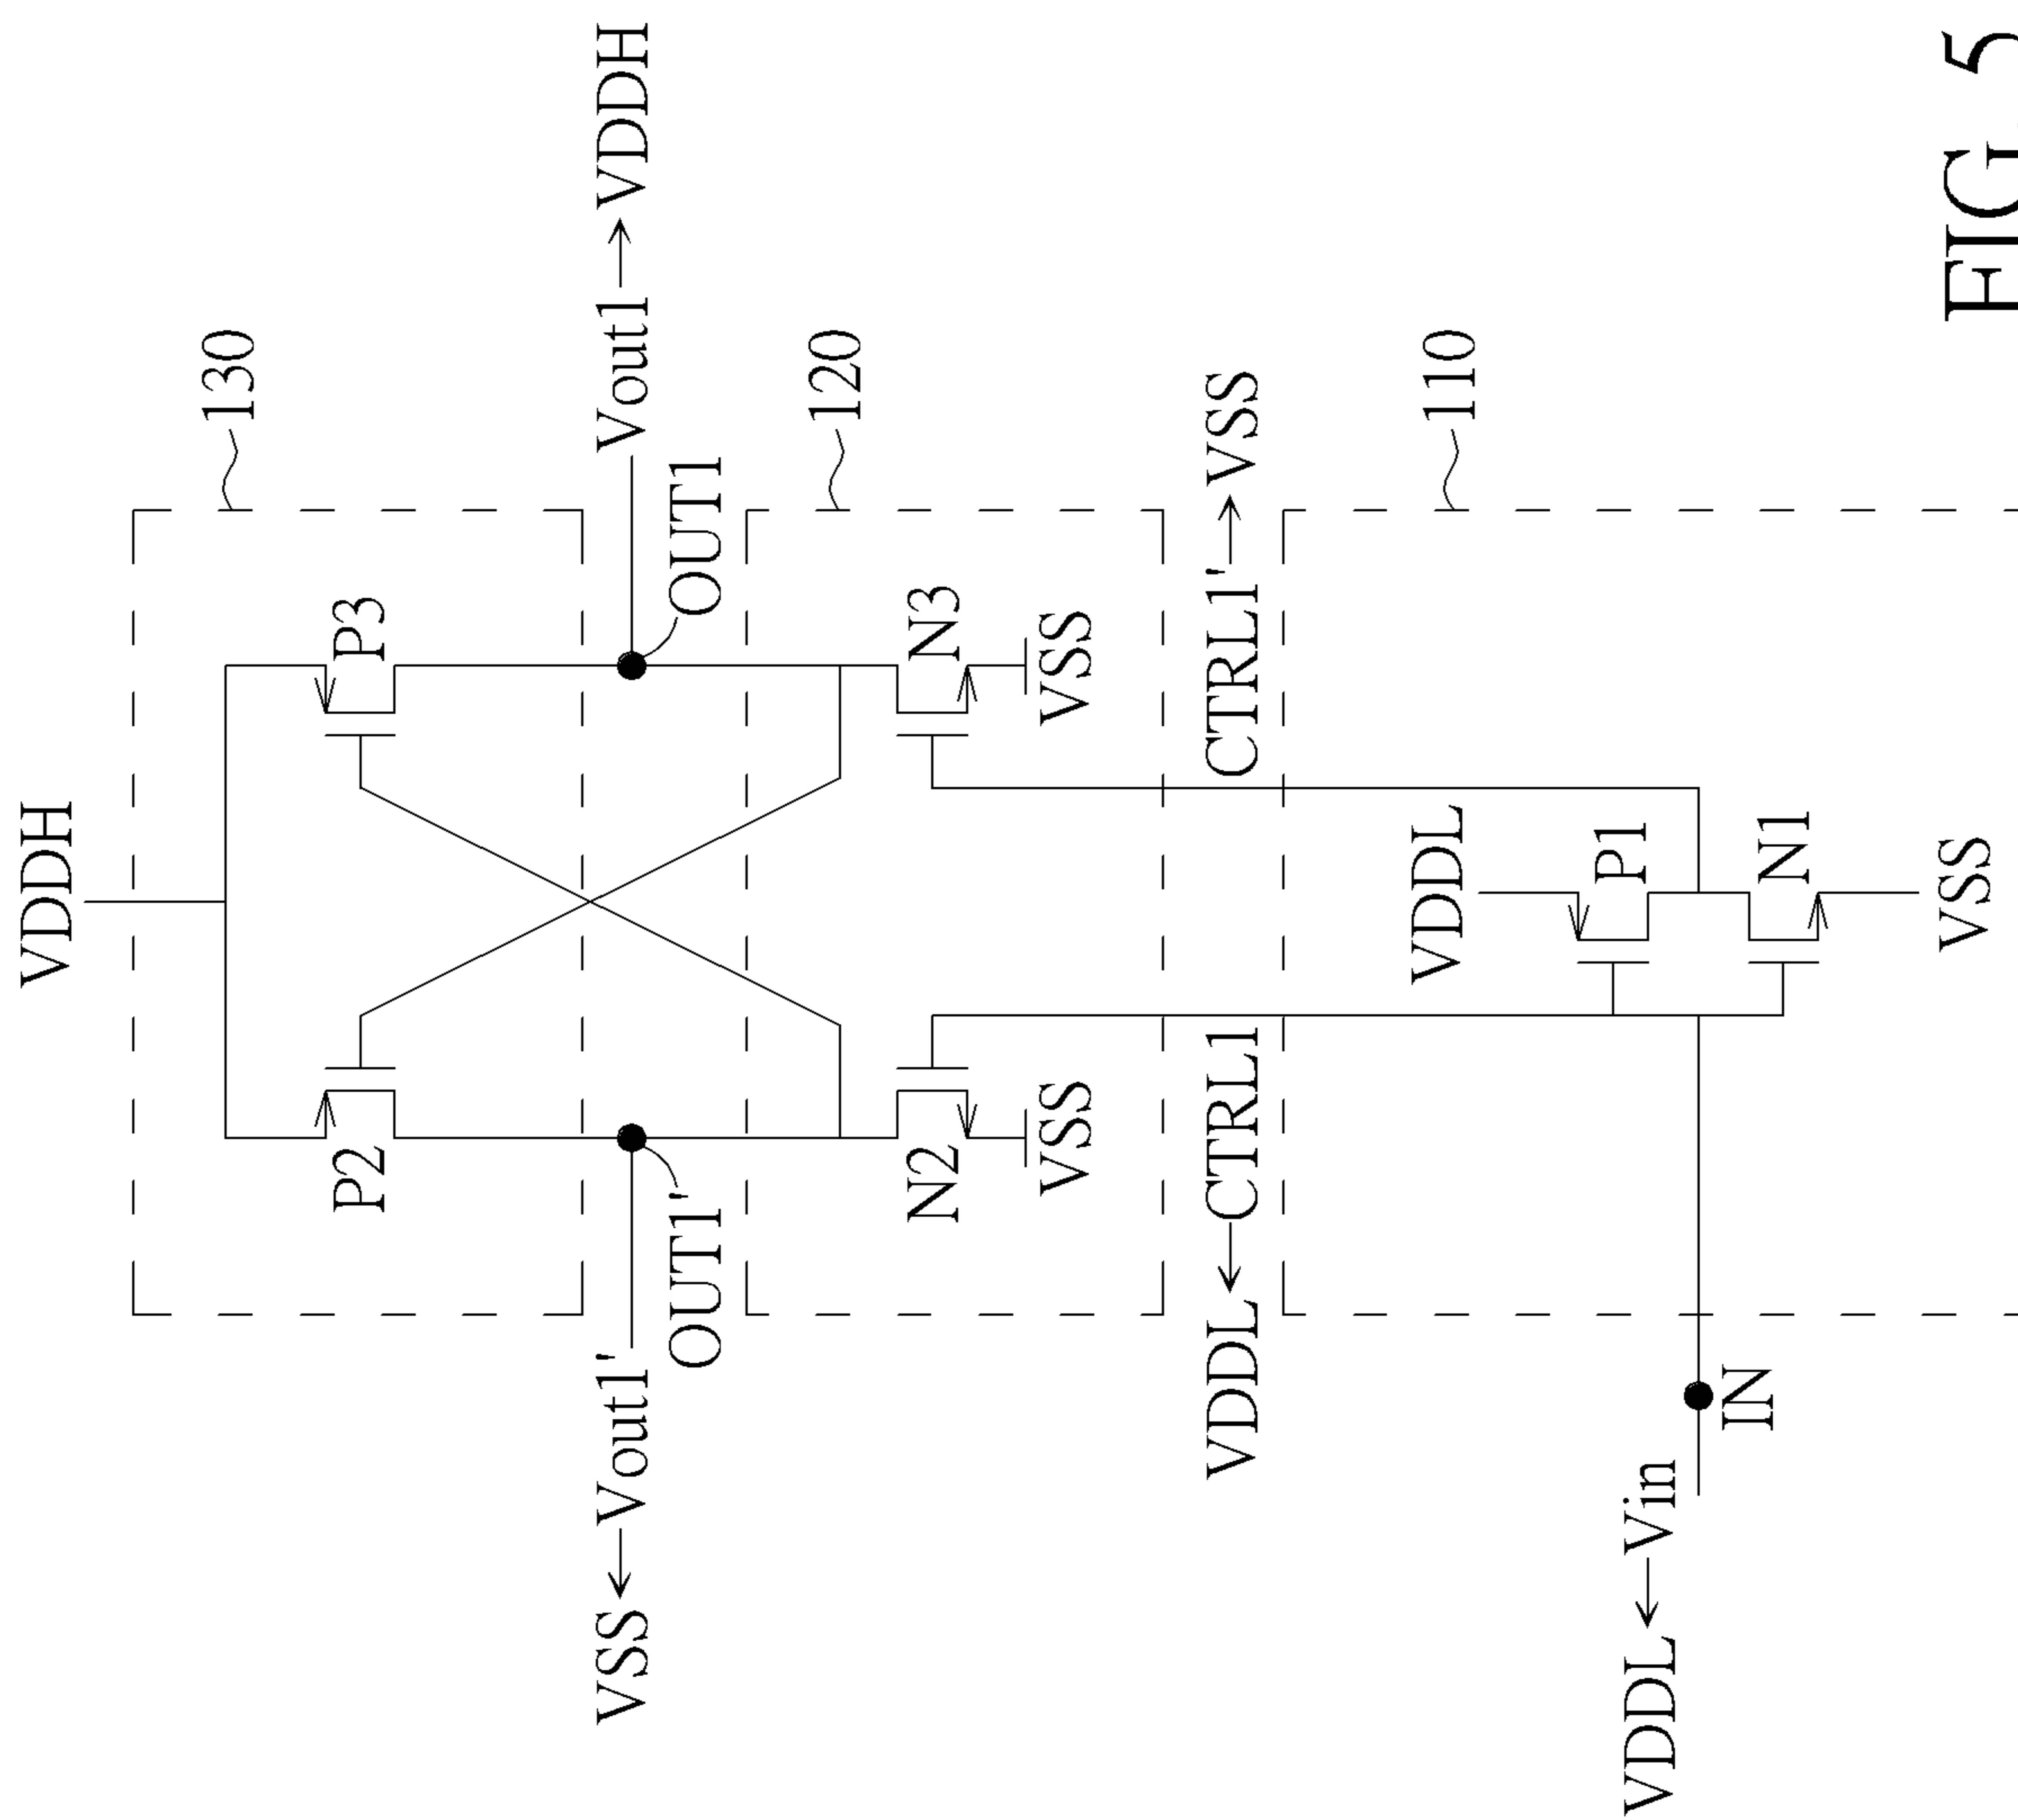 VDDH
130
P2
P3
VSS←Vout1'
Vout1→VDDH
OUT1'
OUT1
120
N2
N3
VSS
VSS
VDDL←CTRL1
CTRL1'→VSS
VDDL
110
P1
VDDL←Vin
IN
N1
VSS
FIG 5